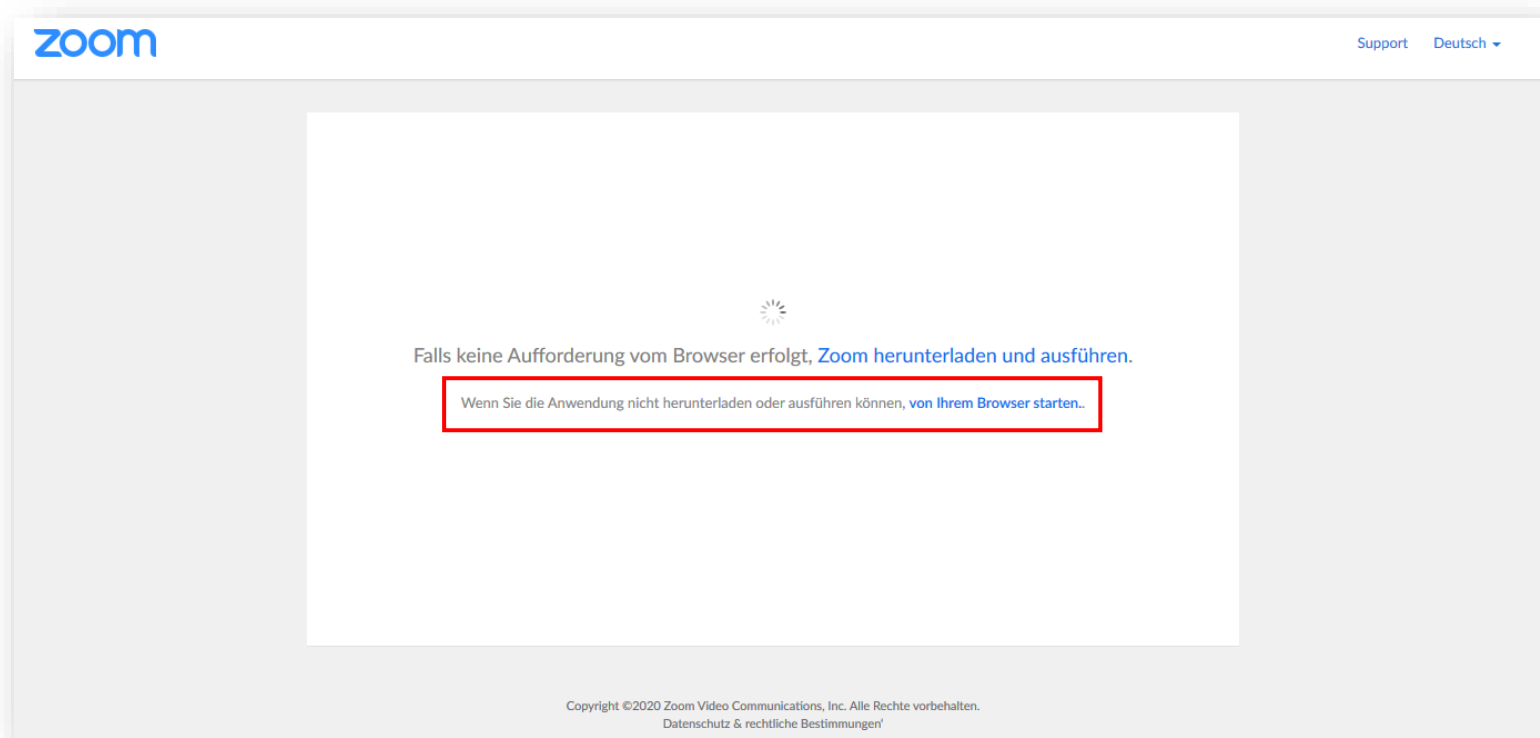 zoom
Support Deutsch
Falls keine Aufforderung vom Browser erfolgt, Zoom herunterladen und ausführen.
Wenn Sie die Anwendung nicht herunterladen oder ausführen können, von Ihrem Browser starten..
Copyright ©2020 Zoom Video Communications, Inc. Alle Rechte vorbehalten.
Datenschutz & rechtliche Bestimmungen'